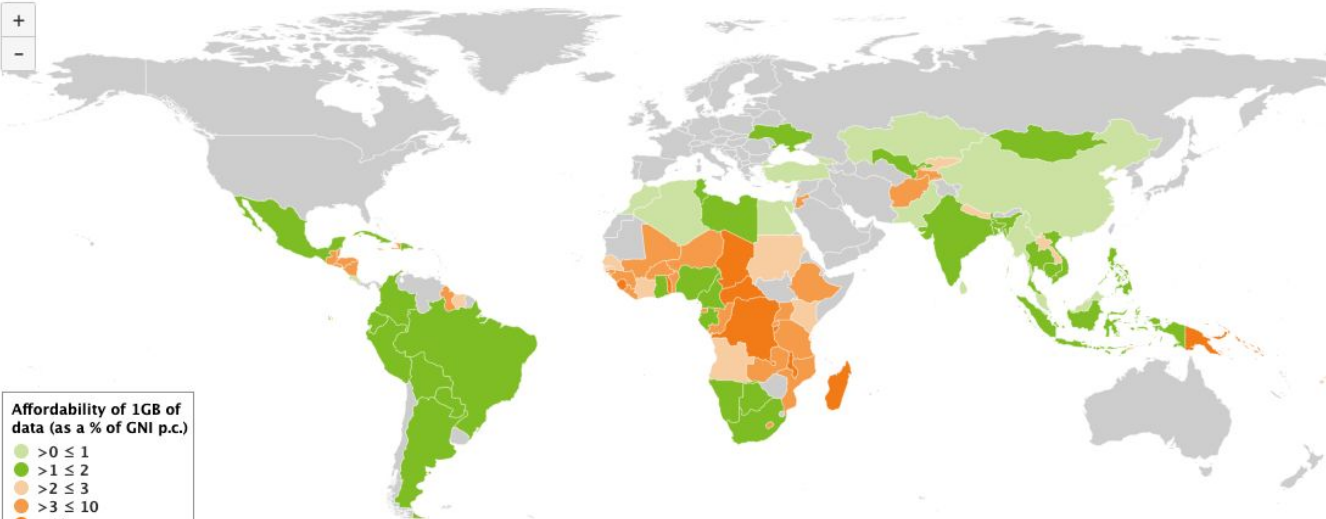 +
-
Affordability of 1GB of
data (as a % of GNI p.c.)
>0 ≤ 1
>1 ≤ 2
>2 ≤ 3
>3 ≤ 10